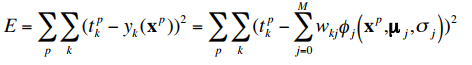 E = ∑_p ∑_k (t_k^p − y_k(𝐱^p))² = ∑_p ∑_k (t_k^p − ∑_{j=0}^{M} w_{kj} ϕ_j(𝐱^p, 𝛍_j, σ_j))²